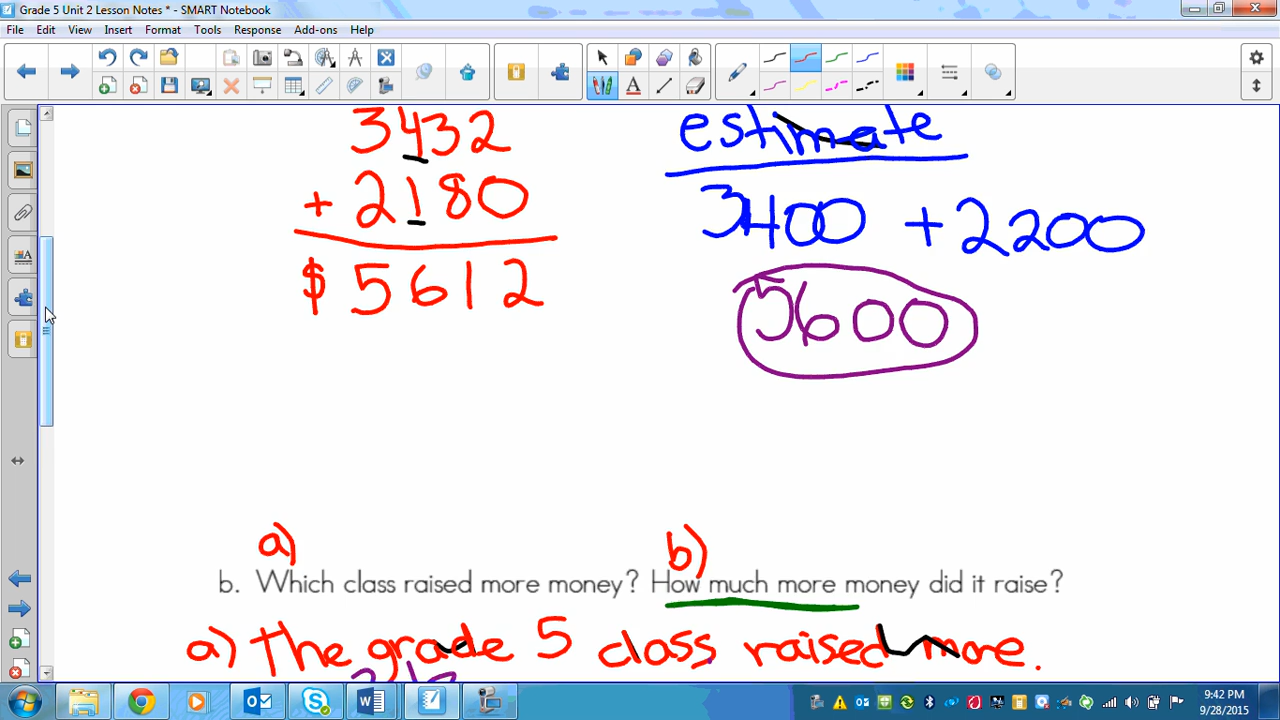 Grade 5 Unit 2 Lesson Notes * - SMART Notebook
File Edit View Insert Format Tools Response Add-ons Help
3432
+ 2180
$ 5612
estimate
3400 + 2200
5600
a)
b)
b. Which class raised more money? How much more money did it raise?
a) The grade 5 class raised more.
9:42 PM
9/28/2015